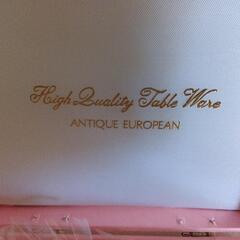 High Quality Table Ware
ANTIQUE EUROPEAN